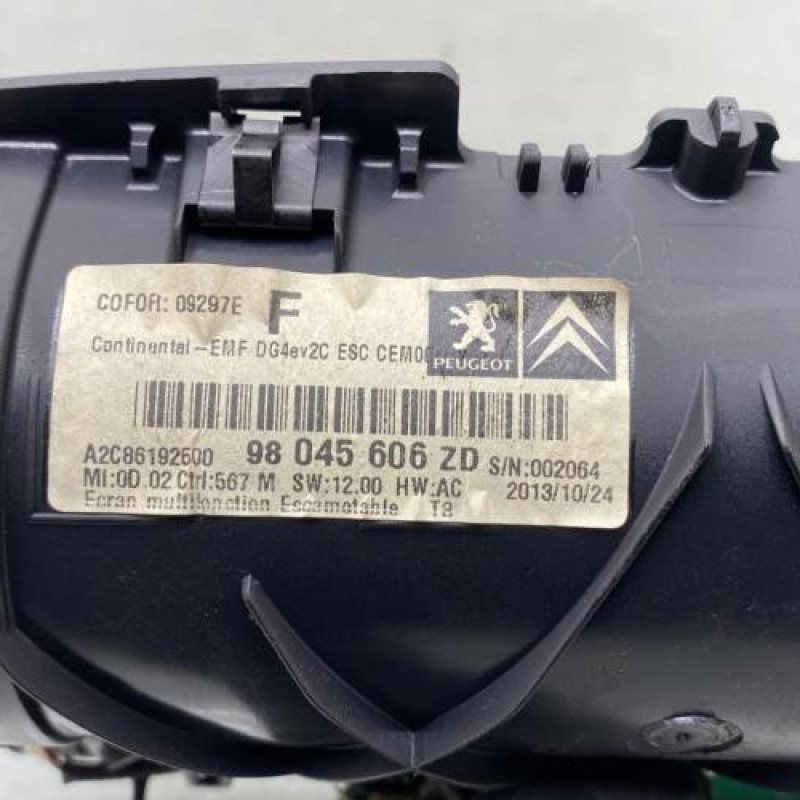 COFOR: 09297E F
Continental-EMF DG4ev2C ESC
PEUGEOT
A2C86192600 98 045 606 ZD S/N:002064
MI:0D.02 Ctrl:567 M SW:12.00 HW:AC 2013/10/24
Ecran multifonction Escamotable